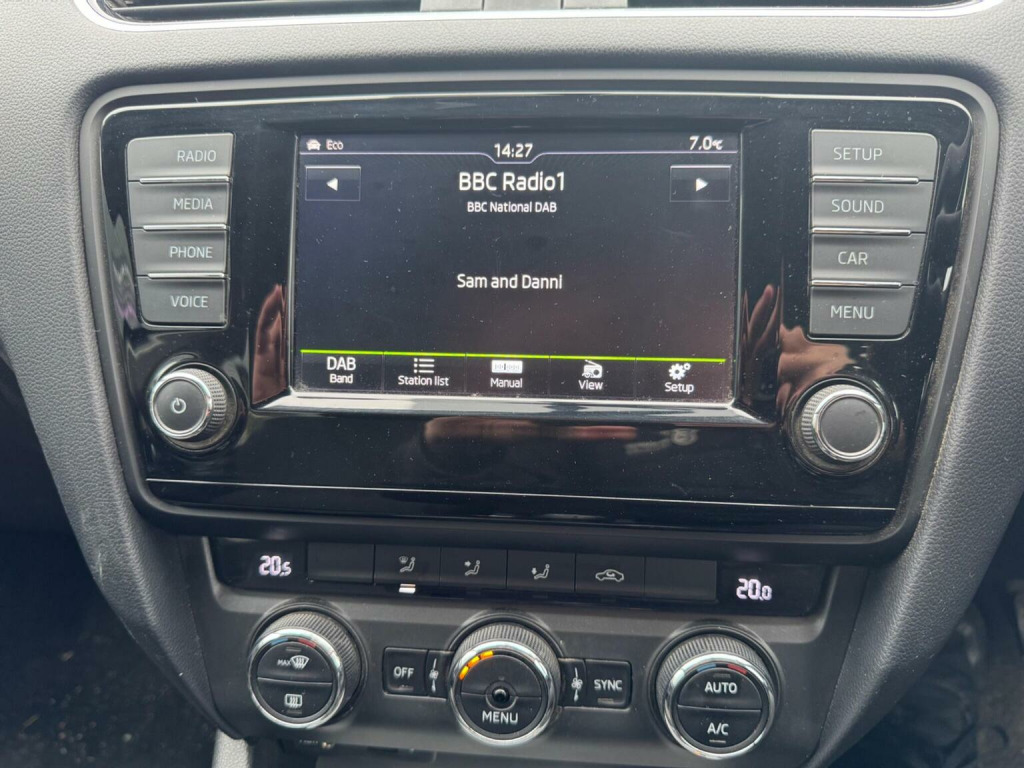 RADIO
MEDIA
PHONE
VOICE
Eco
14:27
7.0°C
BBC Radio1
BBC National DAB
Sam and Danni
DAB
Band
Station list
Manual
View
Setup
SETUP
SOUND
CAR
MENU
20.5
20.0
MAX
OFF
MENU
SYNC
AUTO
A/C